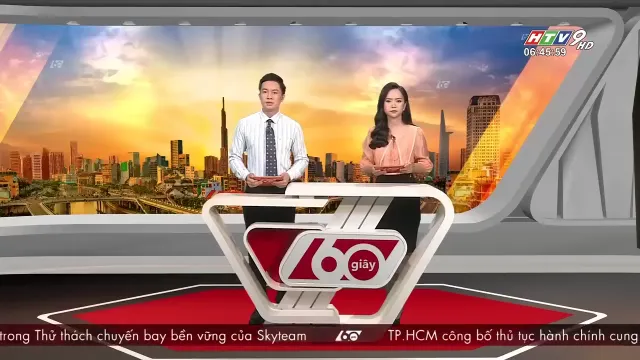 HTV9 HD
06:45:59
60 giây
trong Thử thách chuyến bay bền vững của Skyteam 60 TP.HCM công bố thủ tục hành chính cung